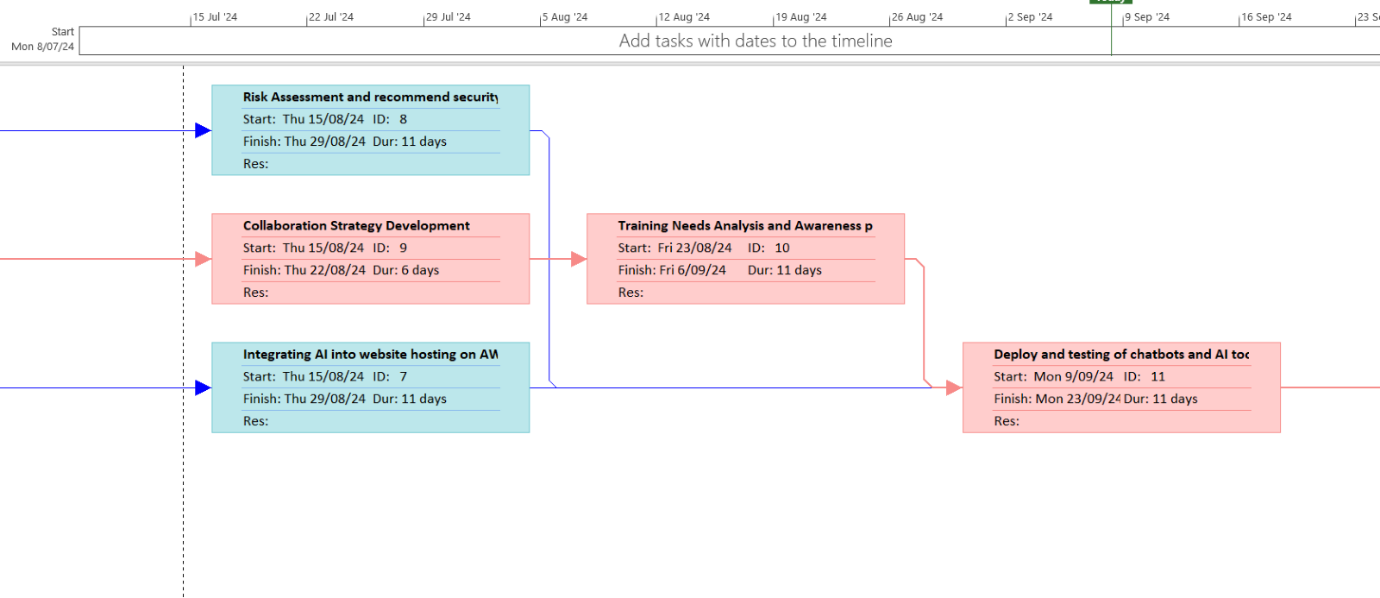 Today
15 Jul '24 22 Jul '24 29 Jul '24 5 Aug '24 12 Aug '24 19 Aug '24 26 Aug '24 2 Sep '24 9 Sep '24 16 Sep '24 23
Start
Mon 8/07/24
Add tasks with dates to the timeline
Risk Assessment and recommend security
Start: Thu 15/08/24 ID: 8
Finish: Thu 29/08/24 Dur: 11 days
Res:
Collaboration Strategy Development
Start: Thu 15/08/24 ID: 9
Finish: Thu 22/08/24 Dur: 6 days
Res:
Training Needs Analysis and Awareness p
Start: Fri 23/08/24 ID: 10
Finish: Fri 6/09/24 Dur: 11 days
Res:
Integrating AI into website hosting on
Start: Thu 15/08/24 ID: 7
Finish: Thu 29/08/24 Dur: 11 days
Res:
Deploy and testing of chatbots and AI
Start: Mon 9/09/24 ID: 11
Finish: Mon 23/09/24 Dur: 11 days
Res: